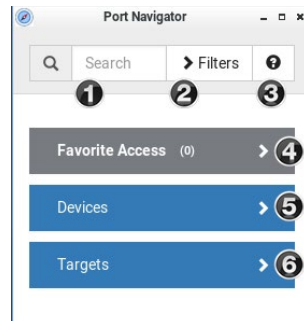 Port Navigator
Search
Filters
1
2
3
Favorite Access (0)
4
Devices
5
Targets
6